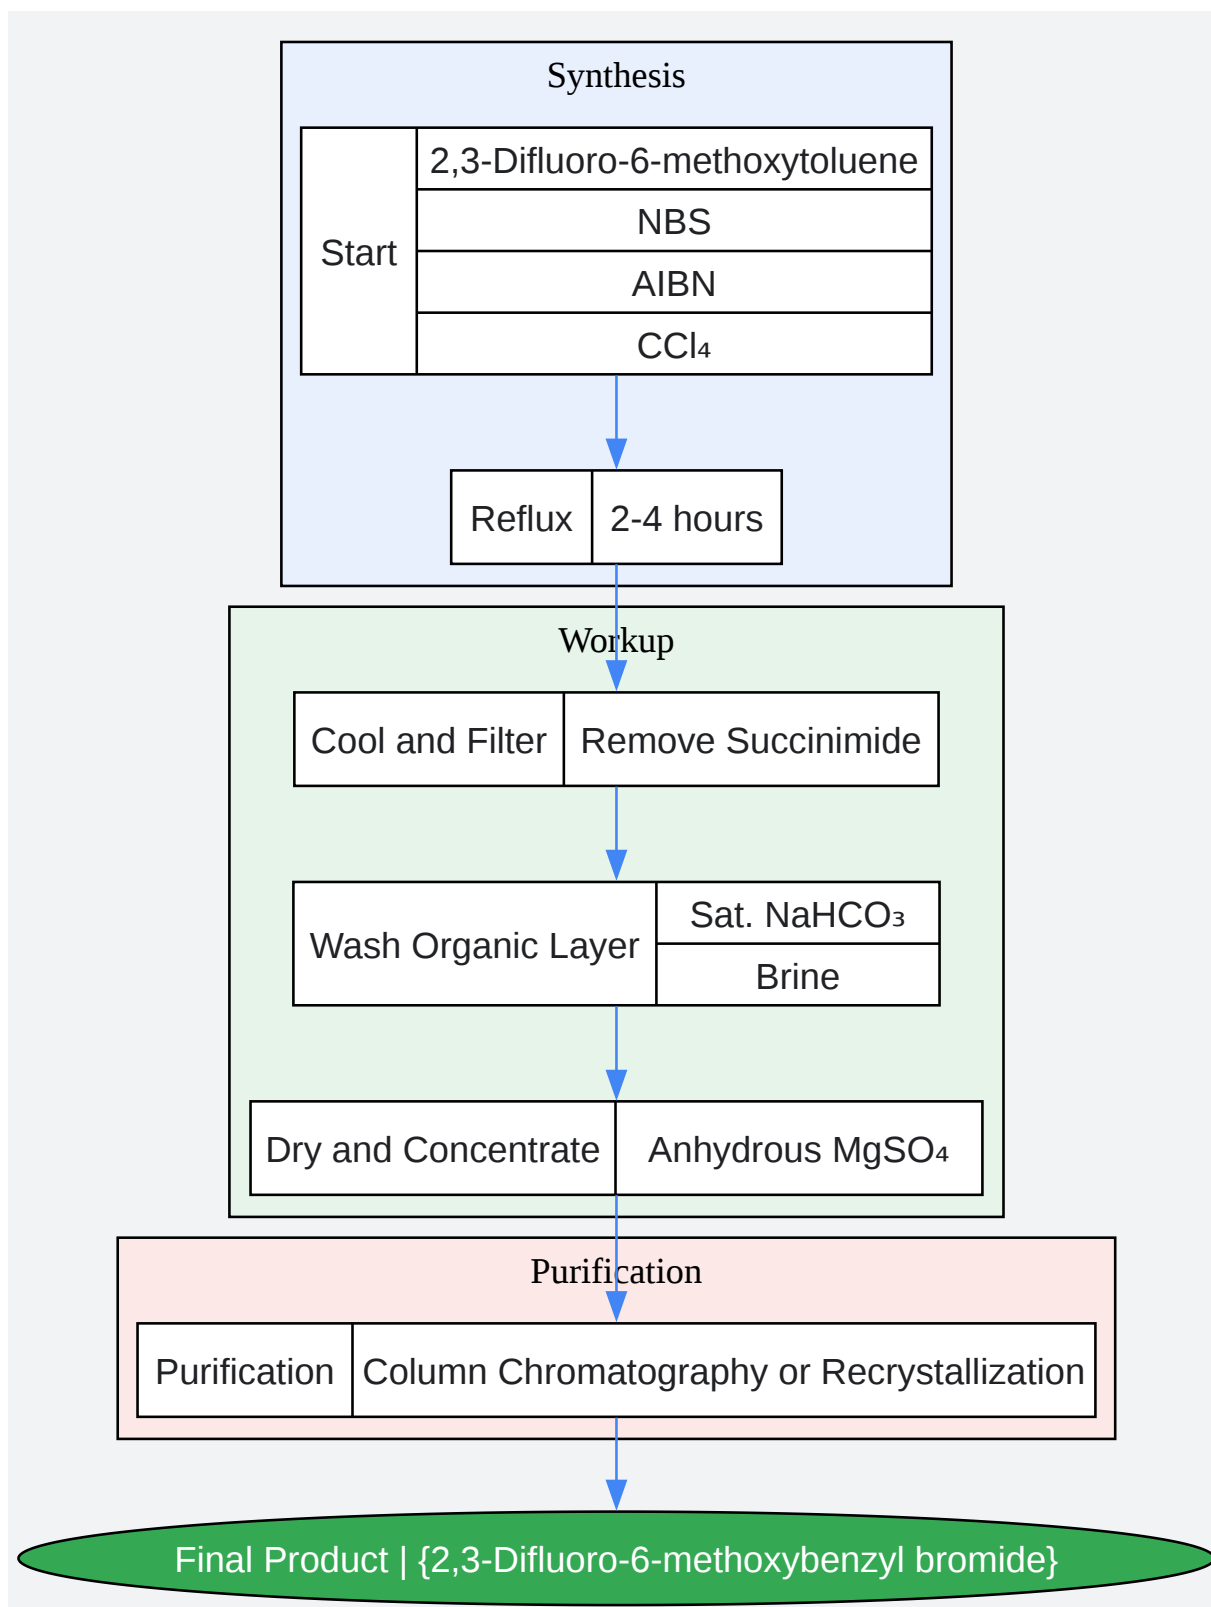 Synthesis
Start
2,3-Difluoro-6-methoxytoluene
NBS
AIBN
CCl₄
Reflux
2-4 hours
Workup
Cool and Filter
Remove Succinimide
Wash Organic Layer
Sat. NaHCO₃
Brine
Dry and Concentrate
Anhydrous MgSO₄
Purification
Purification
Column Chromatography or Recrystallization
Final Product | {2,3-Difluoro-6-methoxybenzyl bromide}